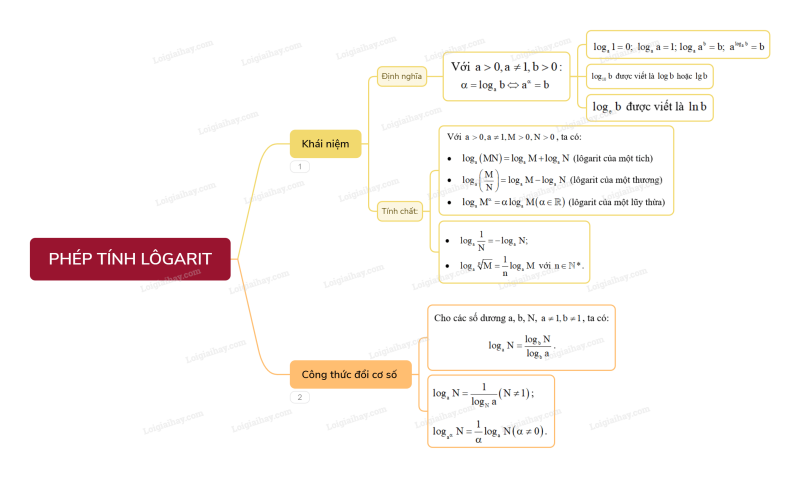 PHÉP TÍNH LÔGARIT
Khái niệm
1
Định nghĩa
Với a > 0, a ≠ 1, b > 0 :
α = logₐ b ⇔ a^α = b
logₐ 1 = 0; logₐ a = 1; logₐ a^b = b; a^(logₐ b) = b
log₁₀ b được viết là log b hoặc lg b
logₑ b được viết là ln b
Tính chất:
Với a > 0, a ≠ 1, M > 0, N > 0 , ta có:
• logₐ (MN) = logₐ M + logₐ N (lôgarit của một tích)
• logₐ (M/N) = logₐ M − logₐ N (lôgarit của một thương)
• logₐ M^α = α logₐ M (α ∈ ℝ) (lôgarit của một lũy thừa)
• logₐ 1/N = − logₐ N;
• logₐ ⁿ√M = 1/n logₐ M với n ∈ ℕ*.
Công thức đổi cơ số
2
Cho các số dương a, b, N, a ≠ 1, b ≠ 1 , ta có:
logₐ N = log_b N / log_b a .
logₐ N = 1/log_N a (N ≠ 1) ;
log_(a^α) N = 1/α logₐ N (α ≠ 0) .
Loigiaihay.com